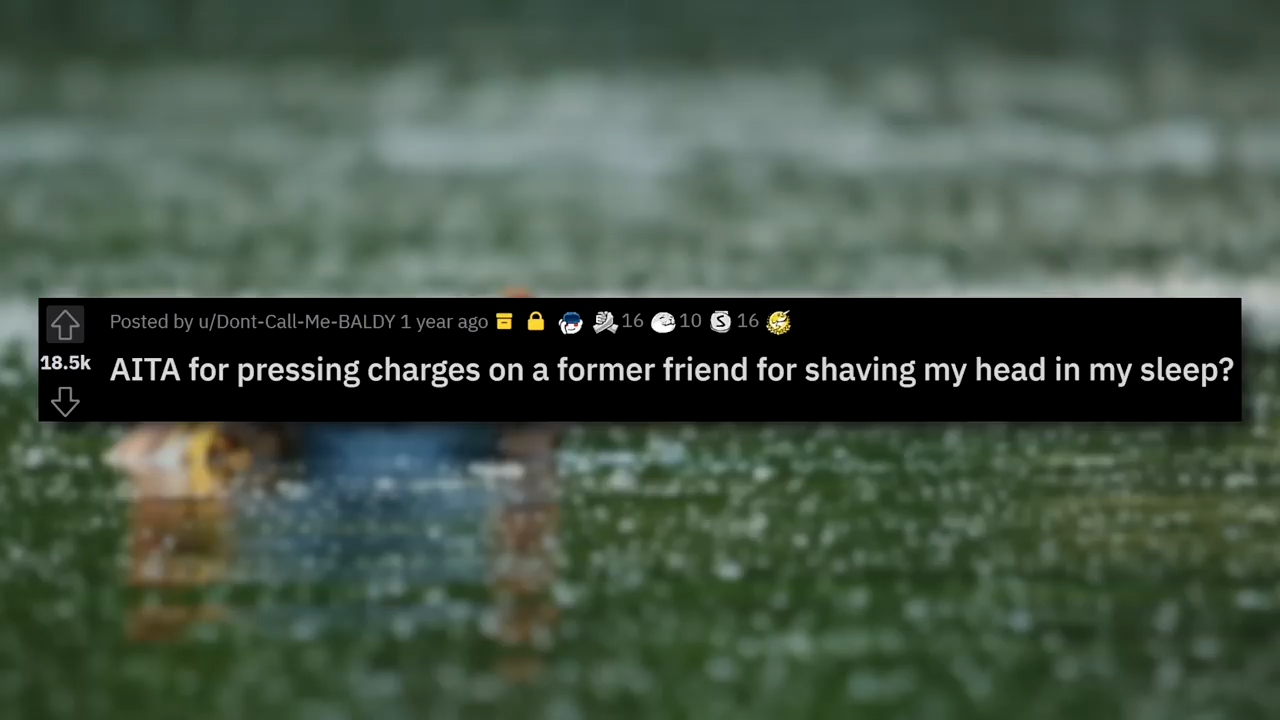 Posted by u/Dont-Call-Me-BALDY 1 year ago 16 10 S 16
18.5k
AITA for pressing charges on a former friend for shaving my head in my sleep?